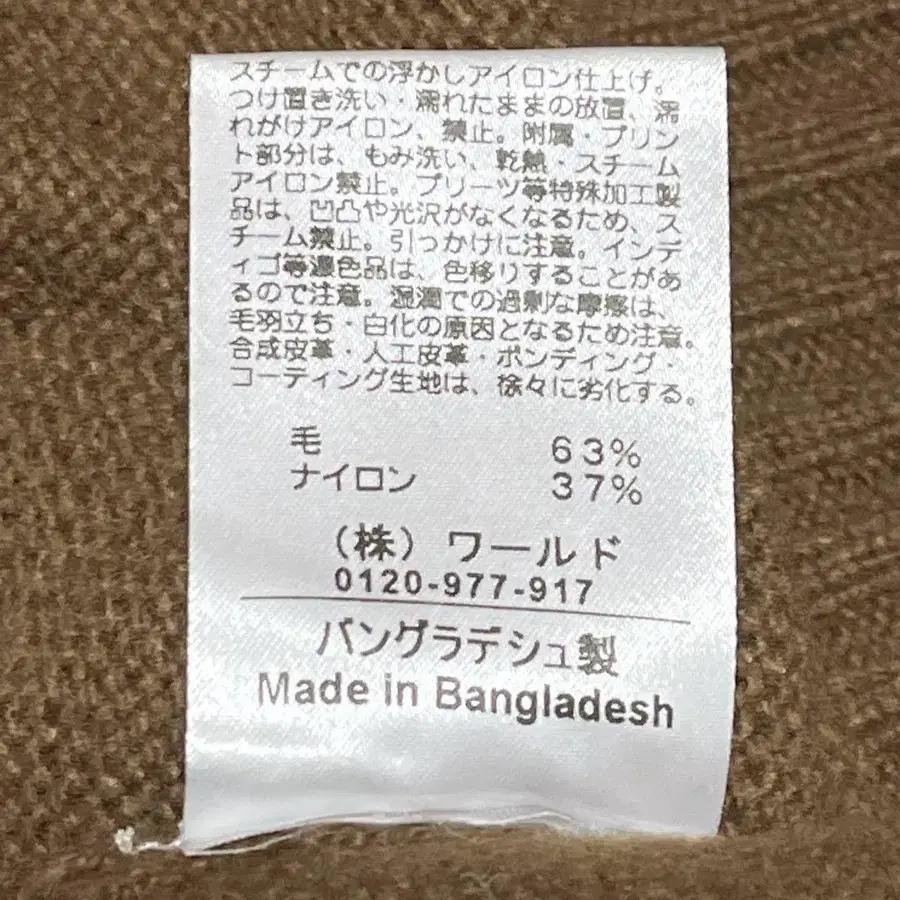 スチームでの浮かしアイロン仕上げ。
つけ置き洗い・濡れたままの放置、濡
れがけアイロン、禁止。附属・プリン
ト部分は、もみ洗い、乾熱・スチーム
アイロン禁止。プリーツ等特殊加工製
品は、凹凸や光沢がなくなるため、ス
チーム禁止。引っかけに注意。インデ
ィゴ等濃色品は、色移りすることがあ
るので注意。湿潤での過剰な摩擦は、
毛羽立ち・白化の原因となるため注意。
合成皮革・人工皮革・ボンディング・
コーティング生地は、徐々に劣化する。
毛 63%
ナイロン 37%
（株）ワールド
0120-977-917
バングラデシュ製
Made in Bangladesh